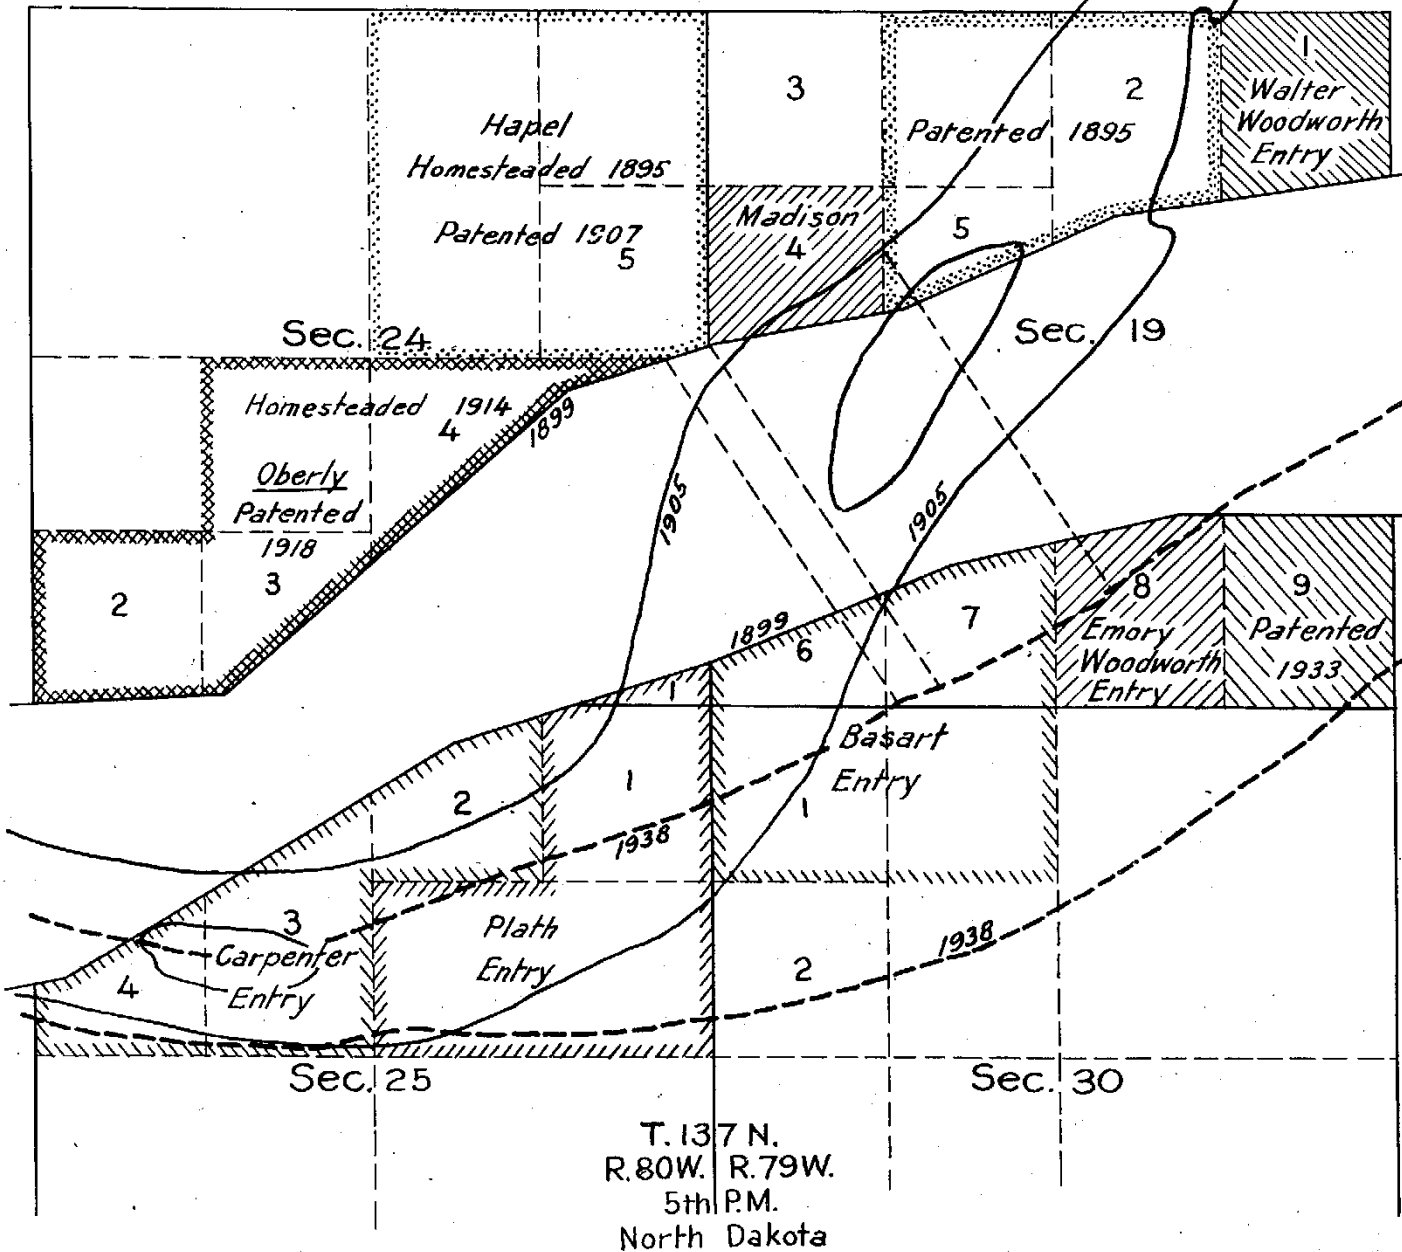 1
Walter
Woodworth
Entry
3
2
Patented 1895
Hapel
Homesteaded 1895
Patented 1907
5
Madison
4
5
Sec. 24
Sec. 19
Homesteaded 1914
4
1899
Oberly
Patented
1918
3
2
1905
1905
1899
6
7
8
Emory
Woodworth
Entry
9
Patented
1933
1
Basart
Entry
1
2
1
1938
3
Carpenter
Entry
4
Plath
Entry
2
1938
Sec. 25
Sec. 30
T. 137 N.
R. 80W. R. 79W.
5th P.M.
North Dakota